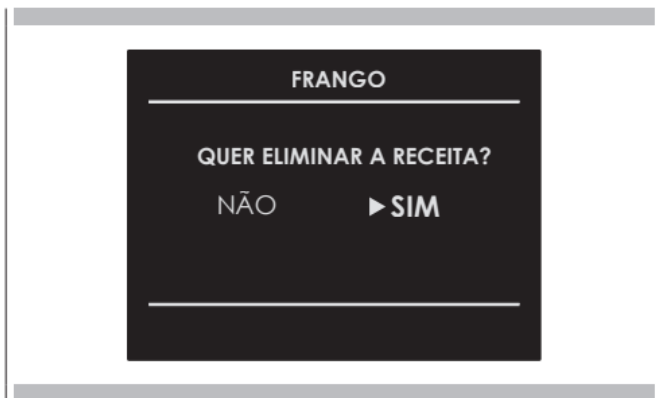 FRANGO
QUER ELIMINAR A RECEITA?
NÃO ▶SIM